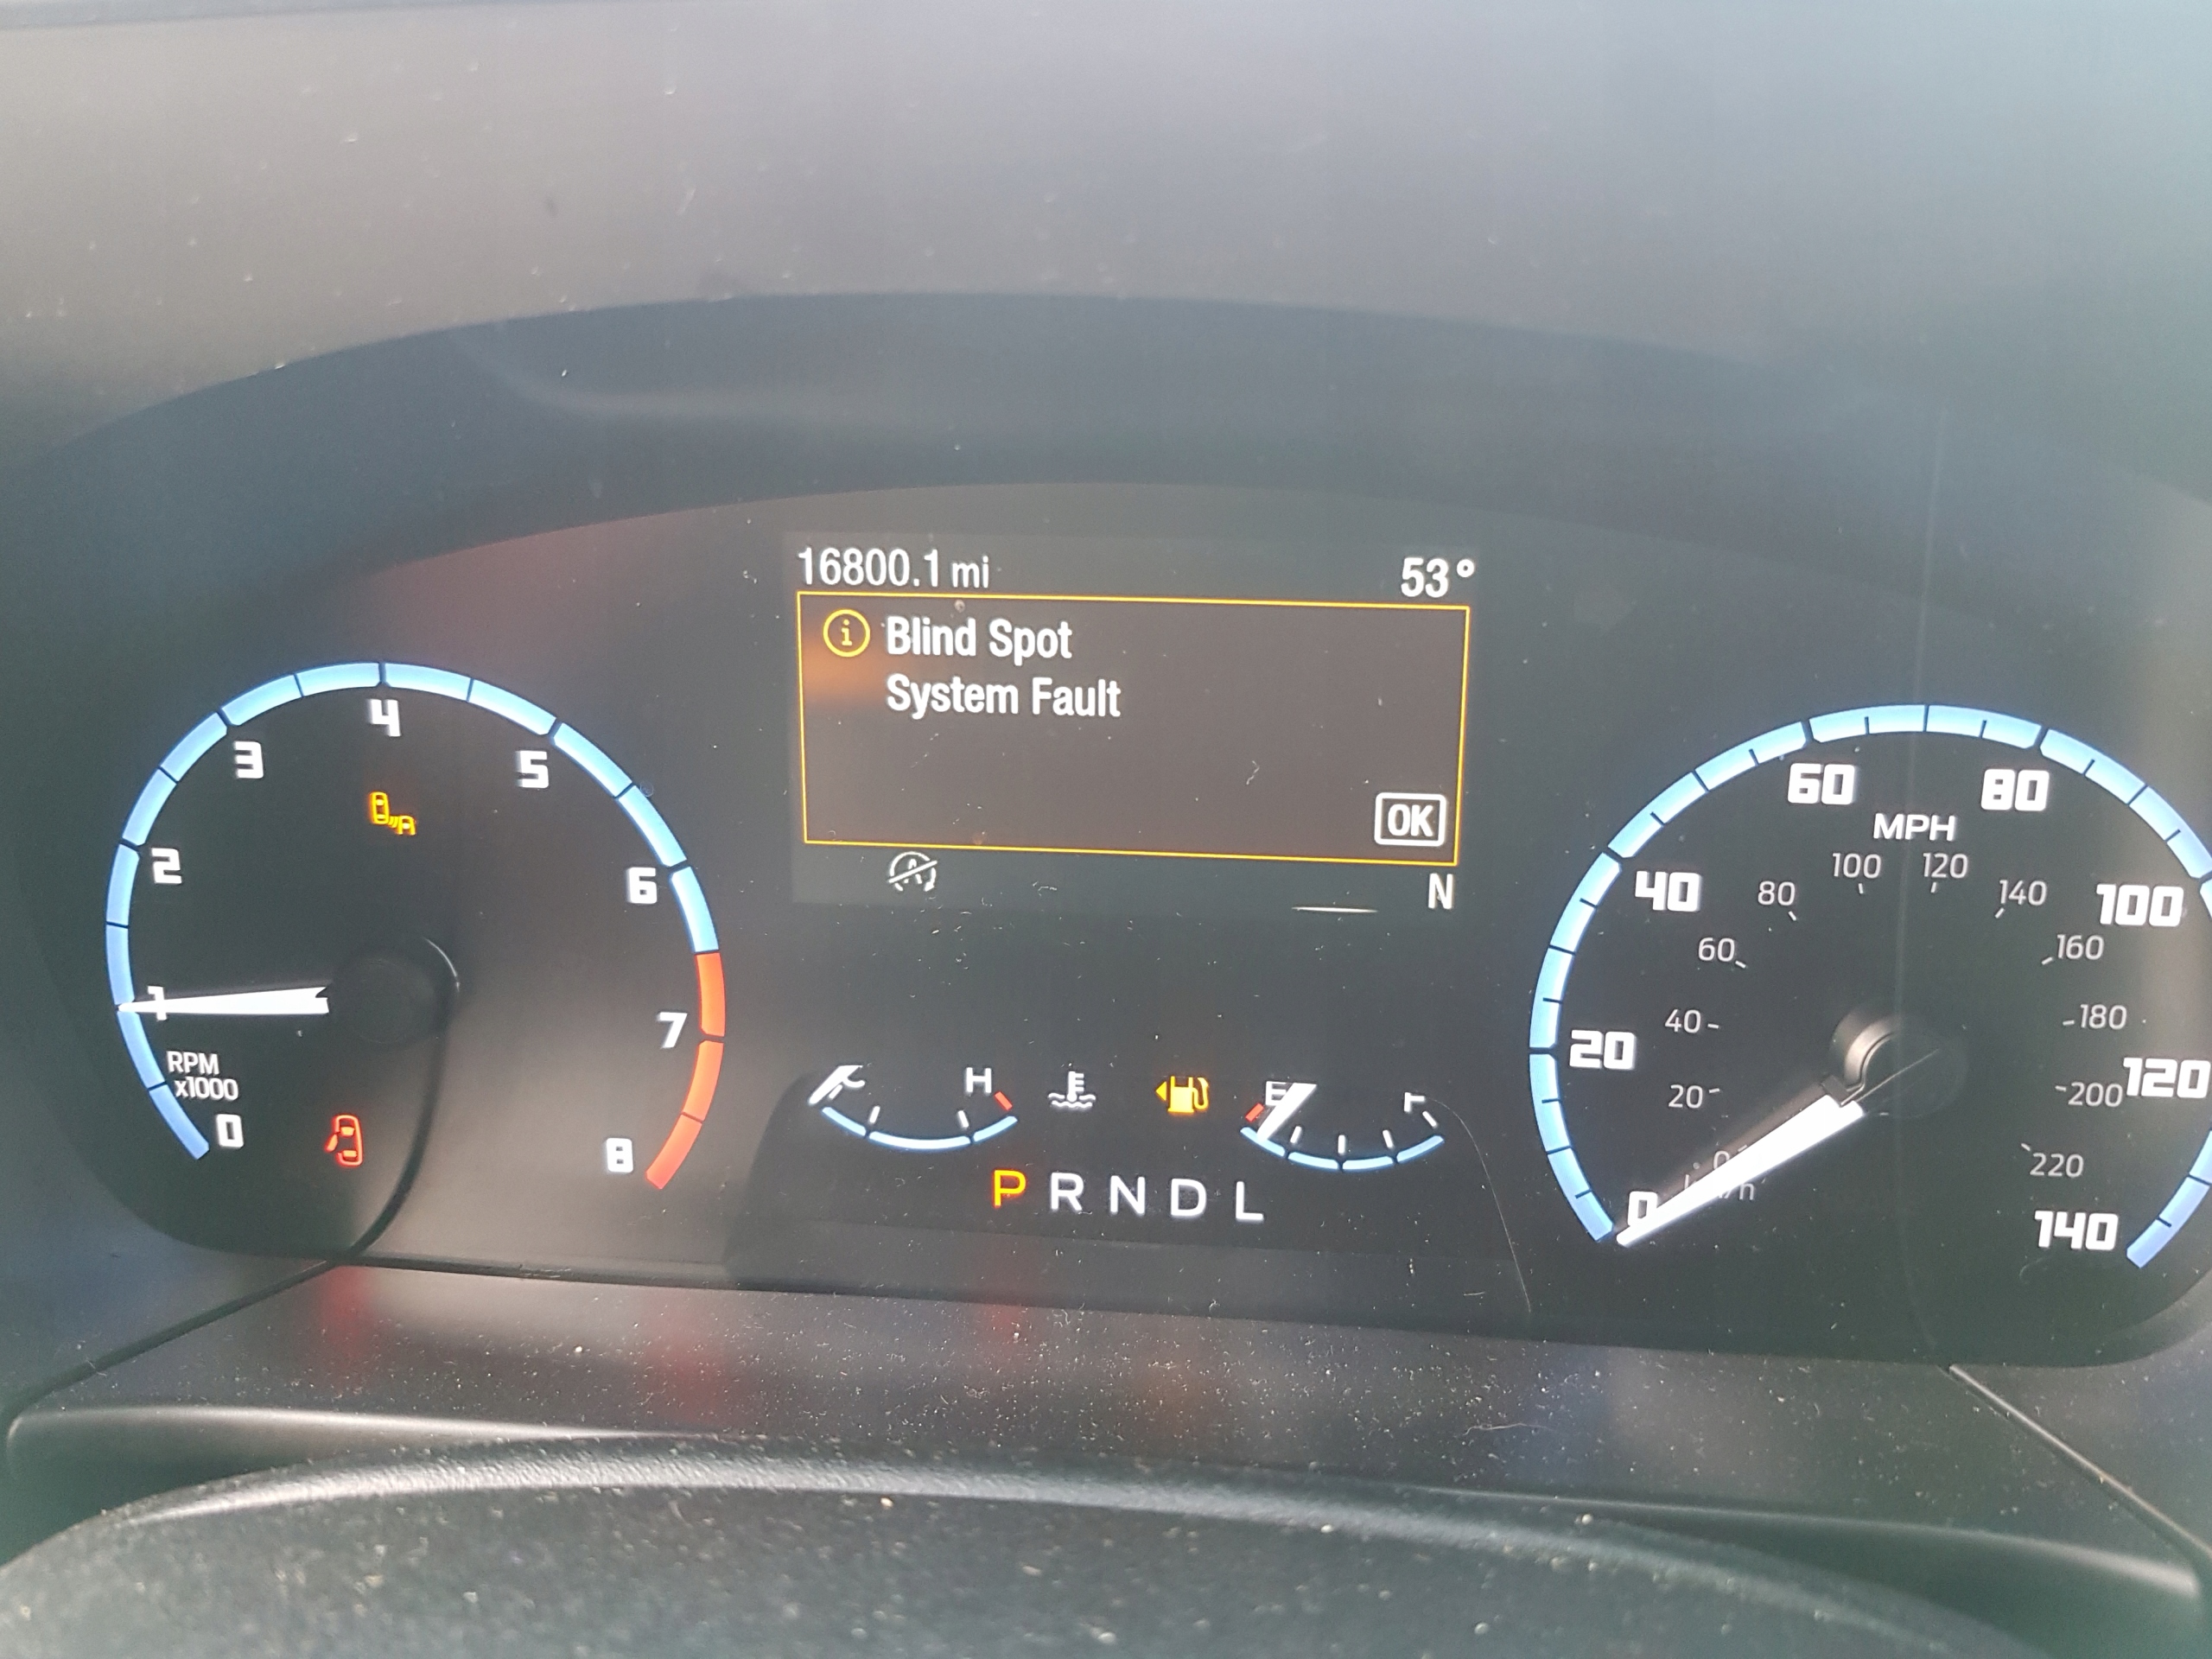 16800.1 mi 53°
Blind Spot
System Fault
OK
N
0 1 2 3 4 5 6 7 8
RPM
x1000
H
E
P R N D L
0 20 40 60 80 100 120 140
MPH
20 40 60 80 100 120 140 160 180 200 220